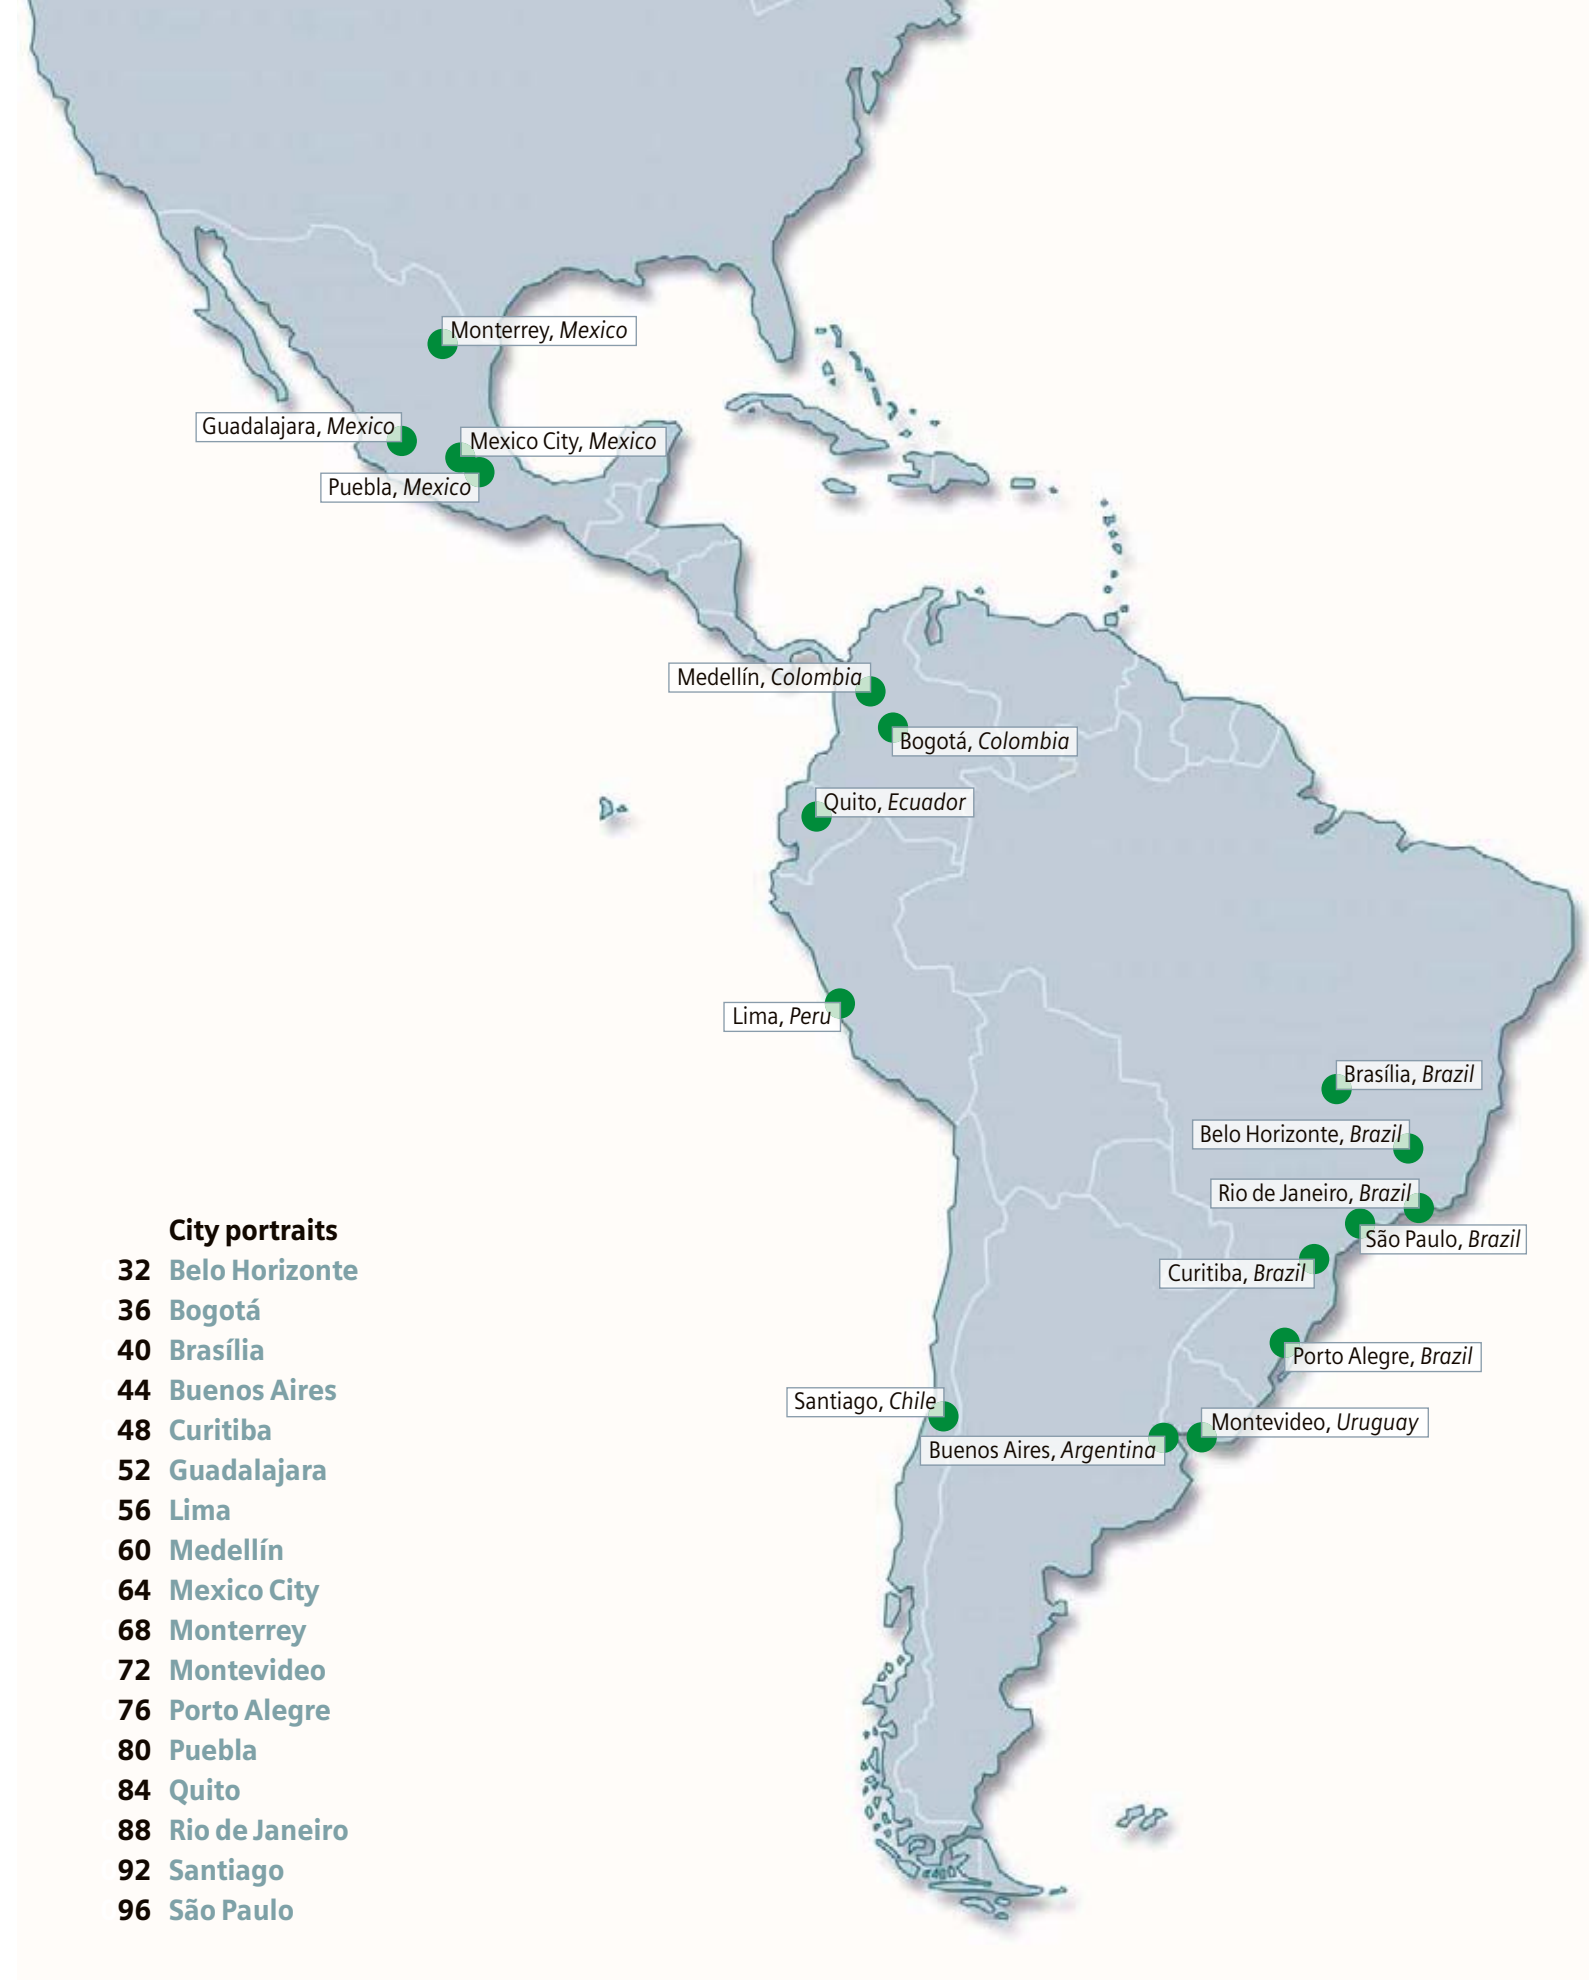 Monterrey, Mexico
Guadalajara, Mexico
Mexico City, Mexico
Puebla, Mexico
Medellín, Colombia
Bogotá, Colombia
Quito, Ecuador
Lima, Peru
Brasília, Brazil
Belo Horizonte, Brazil
Rio de Janeiro, Brazil
São Paulo, Brazil
Curitiba, Brazil
Porto Alegre, Brazil
Santiago, Chile
Montevideo, Uruguay
Buenos Aires, Argentina
City portraits
32 Belo Horizonte
36 Bogotá
40 Brasília
44 Buenos Aires
48 Curitiba
52 Guadalajara
56 Lima
60 Medellín
64 Mexico City
68 Monterrey
72 Montevideo
76 Porto Alegre
80 Puebla
84 Quito
88 Rio de Janeiro
92 Santiago
96 São Paulo